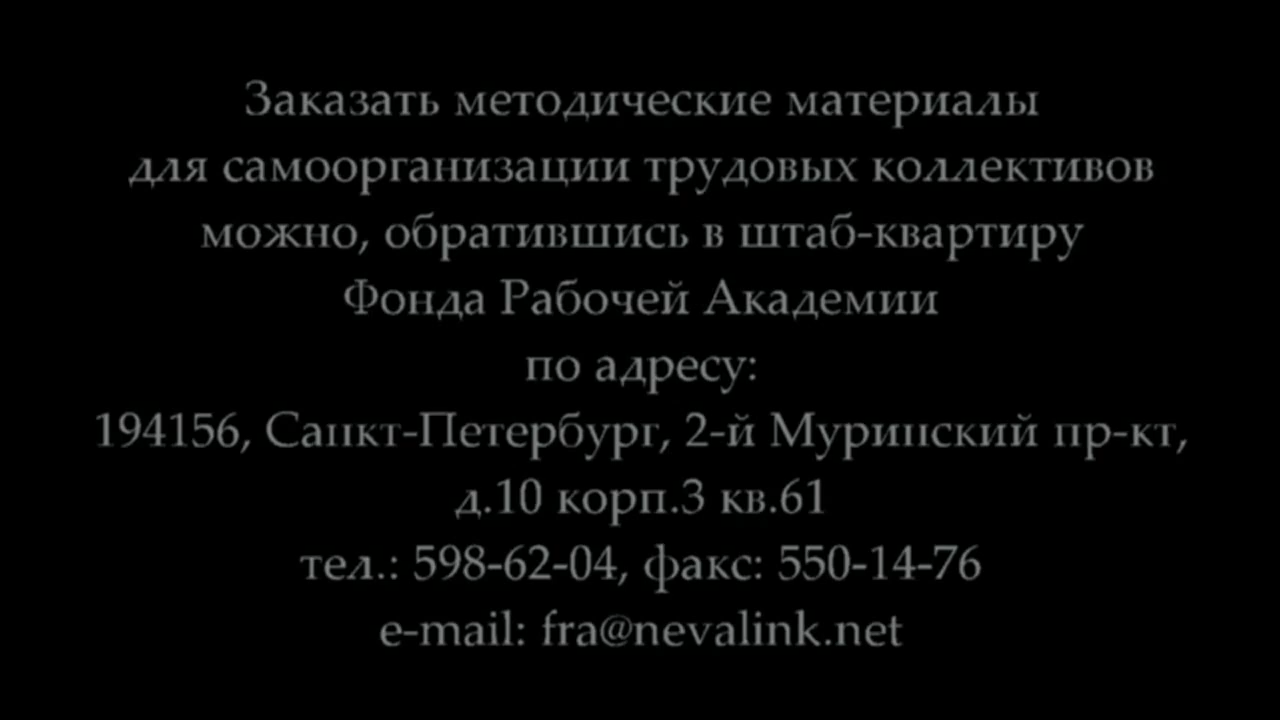 Заказать методические материалы
для самоорганизации трудовых коллективов
можно, обратившись в штаб-квартиру
Фонда Рабочей Академии
по адресу:
194156, Санкт-Петербург, 2-й Муринский пр-кт,
д.10 корп.3 кв.61
тел.: 598-62-04, факс: 550-14-76
e-mail: fra@nevalink.net